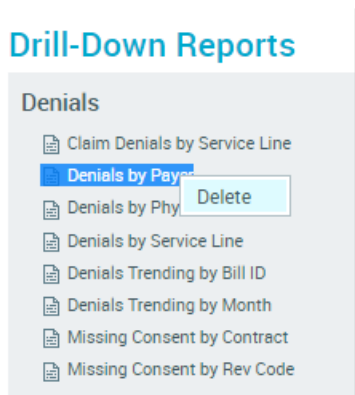 Drill-Down Reports
Denials
Claim Denials by Service Line
Denials by
Delete
Denials by
Denials by Service Line
Denials Trending by Bill ID
Denials Trending by Month
Missing Consent by Contract
Missing Consent by Rev Code